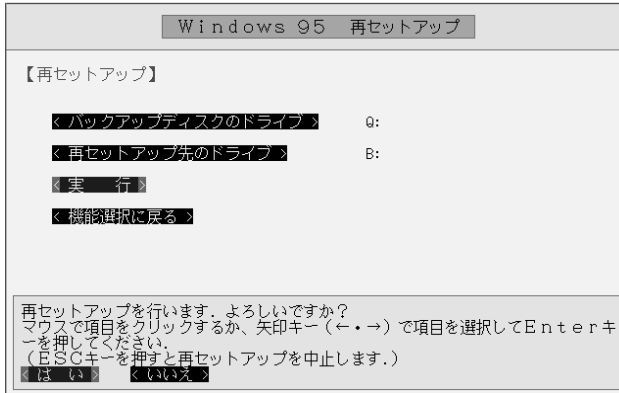 Ｗｉｎｄｏｗｓ　９５　再セットアップ
【再セットアップ】
< バックアップディスクのドライブ >　Q:
< 再セットアップ先のドライブ >　B:
< 実　　行 >
< 機能選択に戻る >
再セットアップを行います．よろしいですか？
マウスで項目をクリックするか、矢印キー（←・→）で項目を選択してＥｎｔｅｒキ
ーを押してください．
（ＥＳＣキーを押すと再セットアップを中止します．）
< は　い >　< いいえ >